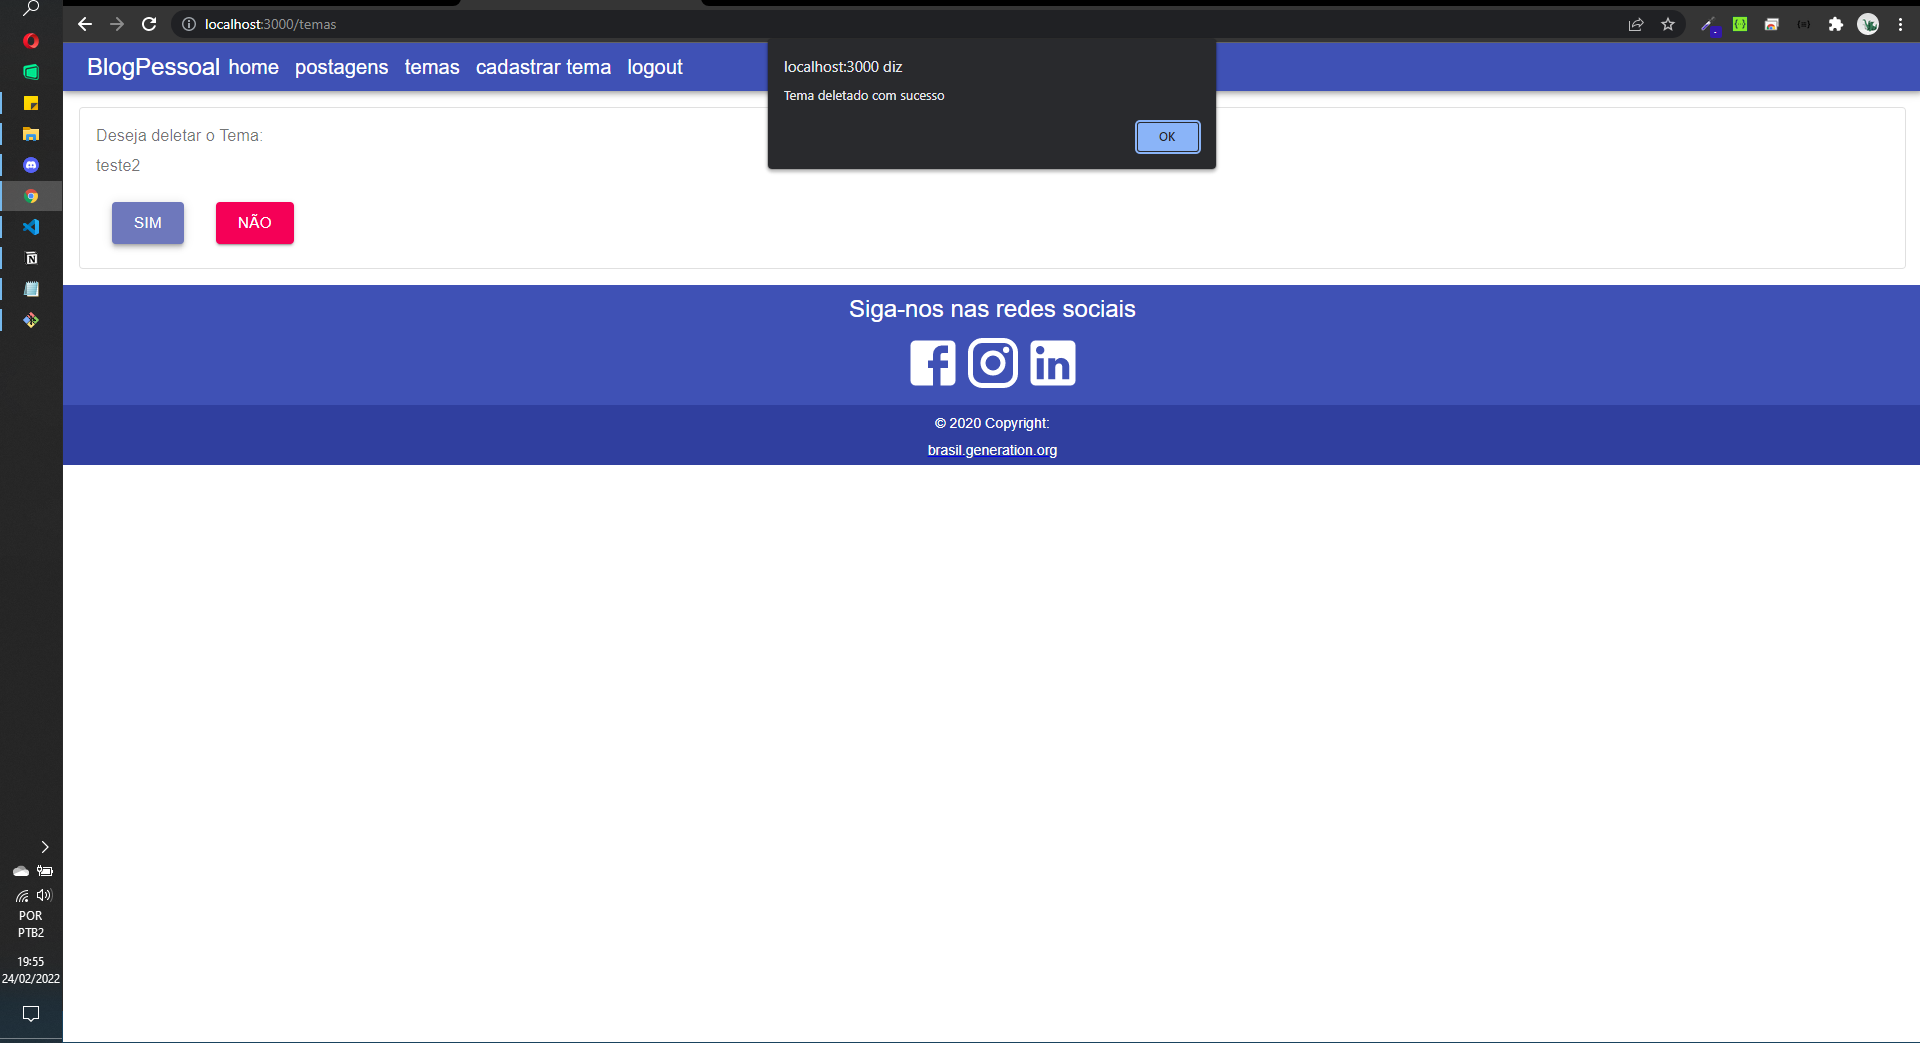 localhost:3000/temas
BlogPessoal home postagens temas cadastrar tema logout
localhost:3000 diz
Tema deletado com sucesso
OK
Deseja deletar o Tema:
teste2
SIM NÃO
Siga-nos nas redes sociais
© 2020 Copyright:
brasil.generation.org
POR
PTB2
19:55
24/02/2022